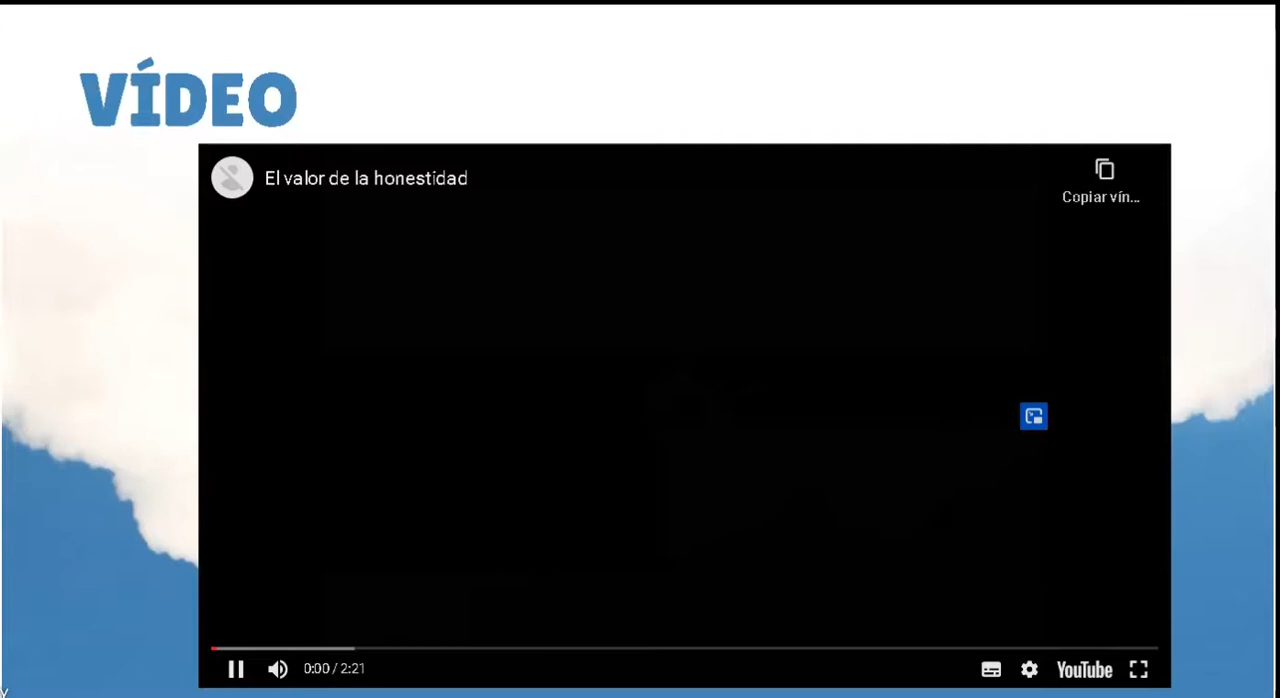 VÍDEO
El valor de la honestidad
Copiar vín...
0:00 / 2:21
YouTube